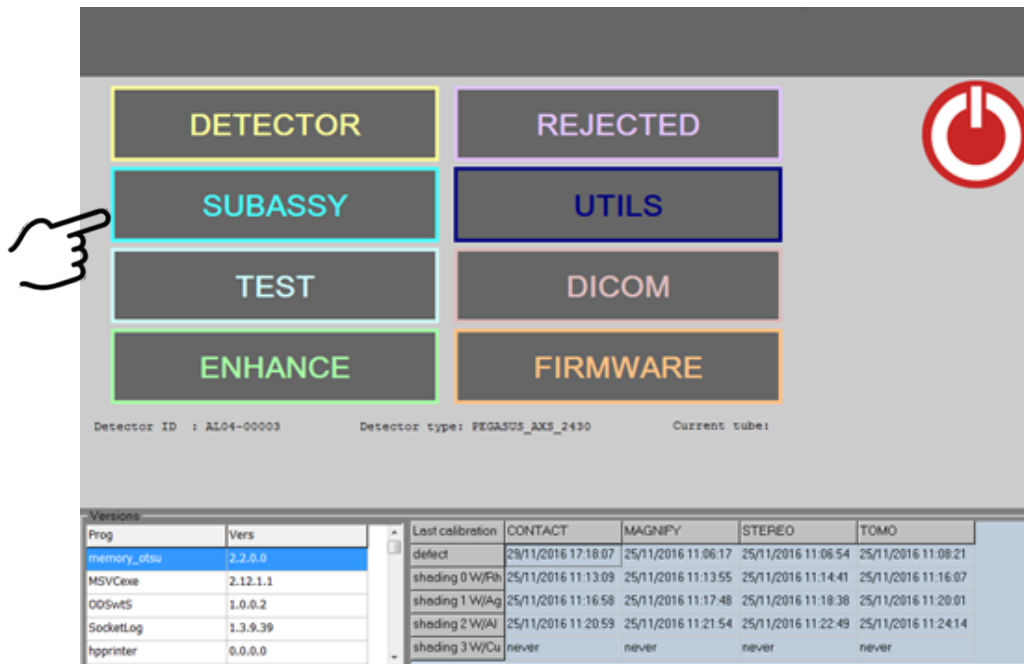 DETECTOR REJECTED
SUBASSY UTILS
TEST DICOM
ENHANCE FIRMWARE
Detector ID : AL04-00003 Detector type: PEGASUS_AXS_2430 Current tube:
Versions
Prog Vers
memory_otsu 2.2.0.0
MSVCexe 2.12.1.1
ODSwtS 1.0.0.2
SocketLog 1.3.9.39
hpprinter 0.0.0.0
Last calibration CONTACT MAGNIFY STEREO TOMO
defect 29/11/2016 17:18:07 25/11/2016 11:06:17 25/11/2016 11:06:54 25/11/2016 11:08:21
shading 0 W/Rh 25/11/2016 11:13:09 25/11/2016 11:13:55 25/11/2016 11:14:41 25/11/2016 11:16:07
shading 1 W/Ag 25/11/2016 11:16:58 25/11/2016 11:17:48 25/11/2016 11:18:38 25/11/2016 11:20:01
shading 2 W/Al 25/11/2016 11:20:59 25/11/2016 11:21:54 25/11/2016 11:22:49 25/11/2016 11:24:14
shading 3 W/Cu never never never never